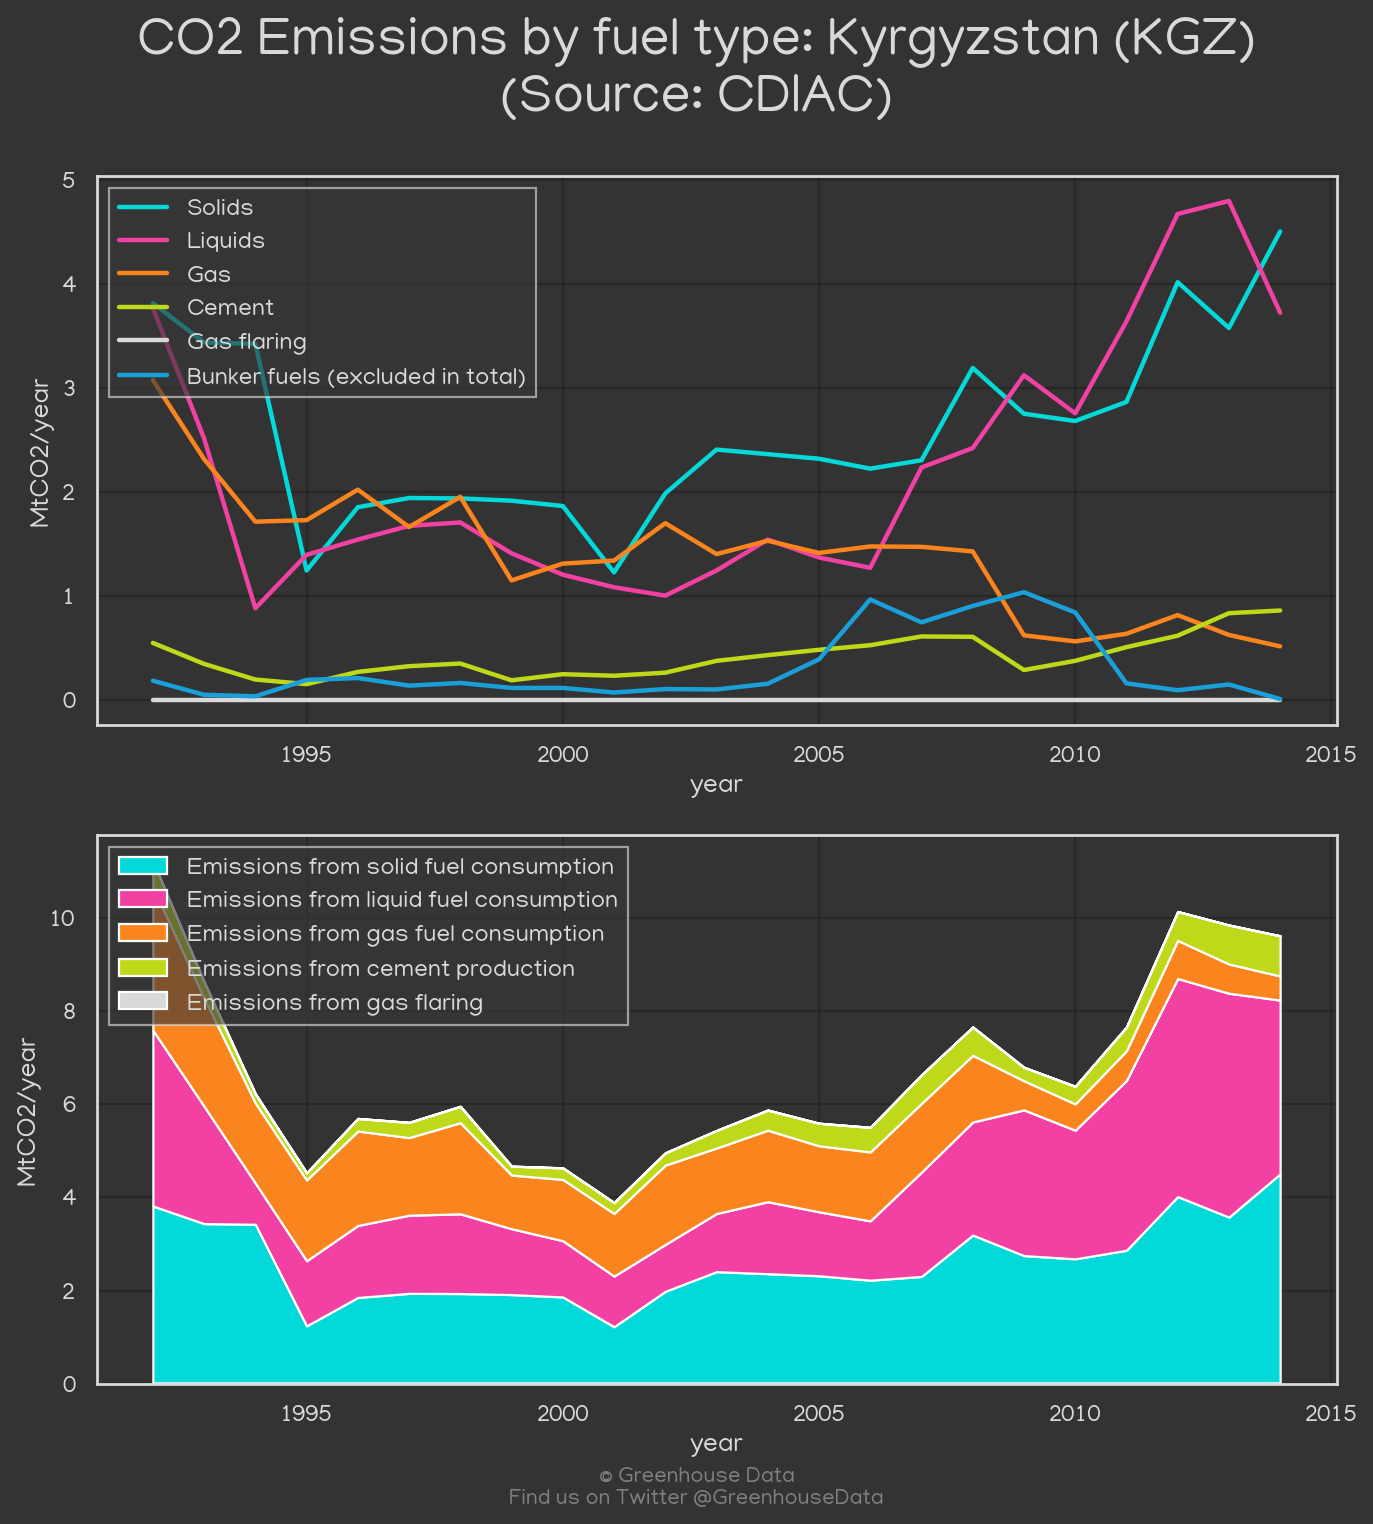 CO2 Emissions by fuel type: Kyrgyzstan (KGZ)
(Source: CDIAC)
5
4
3
2
1
0
MtCO2/year
Solids
Liquids
Gas
Cement
Gas flaring
Bunker fuels (excluded in total)
1995
2000
2005
2010
2015
year
10
8
6
4
2
0
MtCO2/year
Emissions from solid fuel consumption
Emissions from liquid fuel consumption
Emissions from gas fuel consumption
Emissions from cement production
Emissions from gas flaring
1995
2000
2005
2010
2015
year
© Greenhouse Data
Find us on Twitter @GreenhouseData